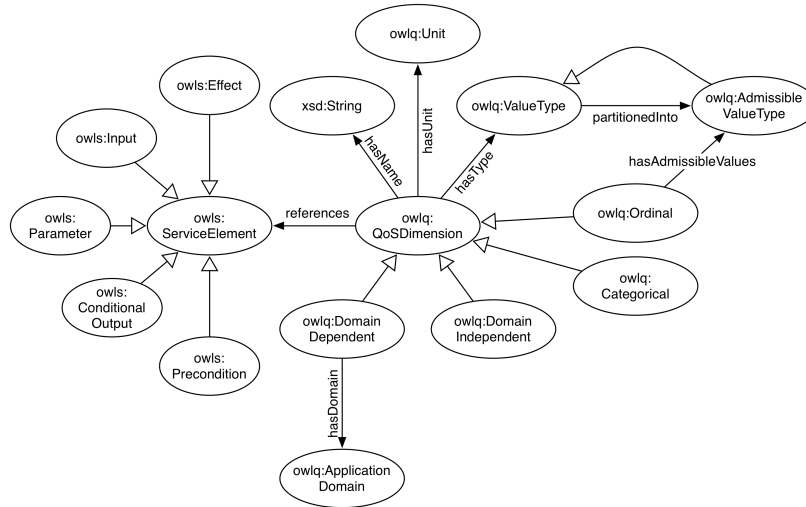 owlq:Unit
owls:Effect
xsd:String
owlq:ValueType
owlq:Admissible
ValueType
partitionedInto
owls:Input
hasName
hasUnit
hasType
hasAdmissibleValues
owls:
Parameter
owls:
ServiceElement
references
owlq:
QoSDimension
owlq:Ordinal
owlq:
Categorical
owls:
Conditional
Output
owlq:Domain
Dependent
owlq:Domain
Independent
owls:
Precondition
hasDomain
owlq:Application
Domain